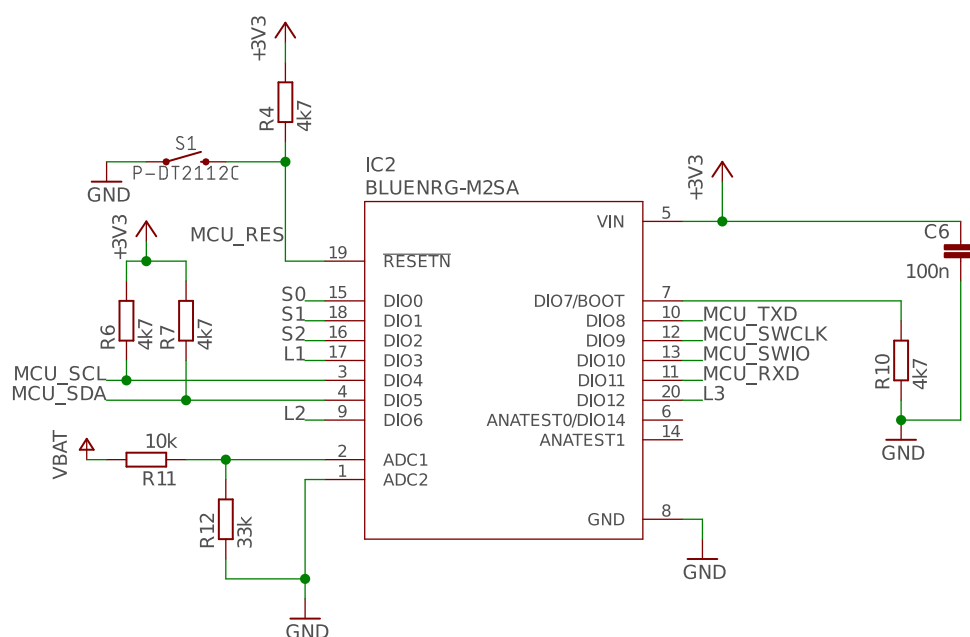 +3V3
R4
4k7
S1
P-DT2112C
GND
MCU_RES
+3V3
R6
4k7
R7
4k7
MCU_SCL
MCU_SDA
S0
S1
S2
L1
L2
VBAT
10k
R11
R12
33k
GND
IC2
BLUENRG-M2SA
19 RESETN
15 DIO0
18 DIO1
16 DIO2
17 DIO3
3 DIO4
4 DIO5
9 DIO6
2 ADC1
1 ADC2
VIN 5
DIO7/BOOT 7
DIO8 10 MCU_TXD
DIO9 12 MCU_SWCLK
DIO10 13 MCU_SWIO
DIO11 11 MCU_RXD
DIO12 20 L3
ANATEST0/DIO14 6
ANATEST1 14
GND 8
GND
+3V3
C6
100n
R10
4k7
GND